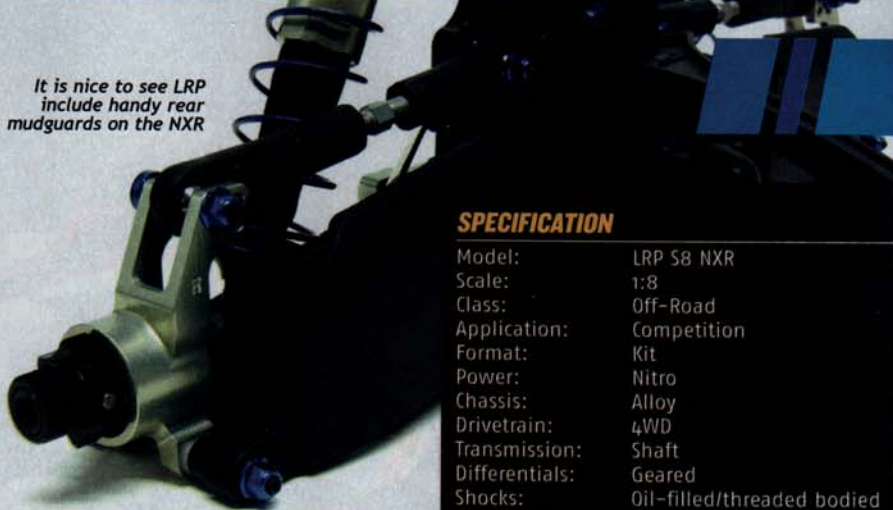 It is nice to see LRP
include handy rear
mudguards on the NXR
SPECIFICATION
Model: LRP S8 NXR
Scale: 1:8
Class: Off-Road
Application: Competition
Format: Kit
Power: Nitro
Chassis: Alloy
Drivetrain: 4WD
Transmission: Shaft
Differentials: Geared
Shocks: Oil-filled/threaded bodied